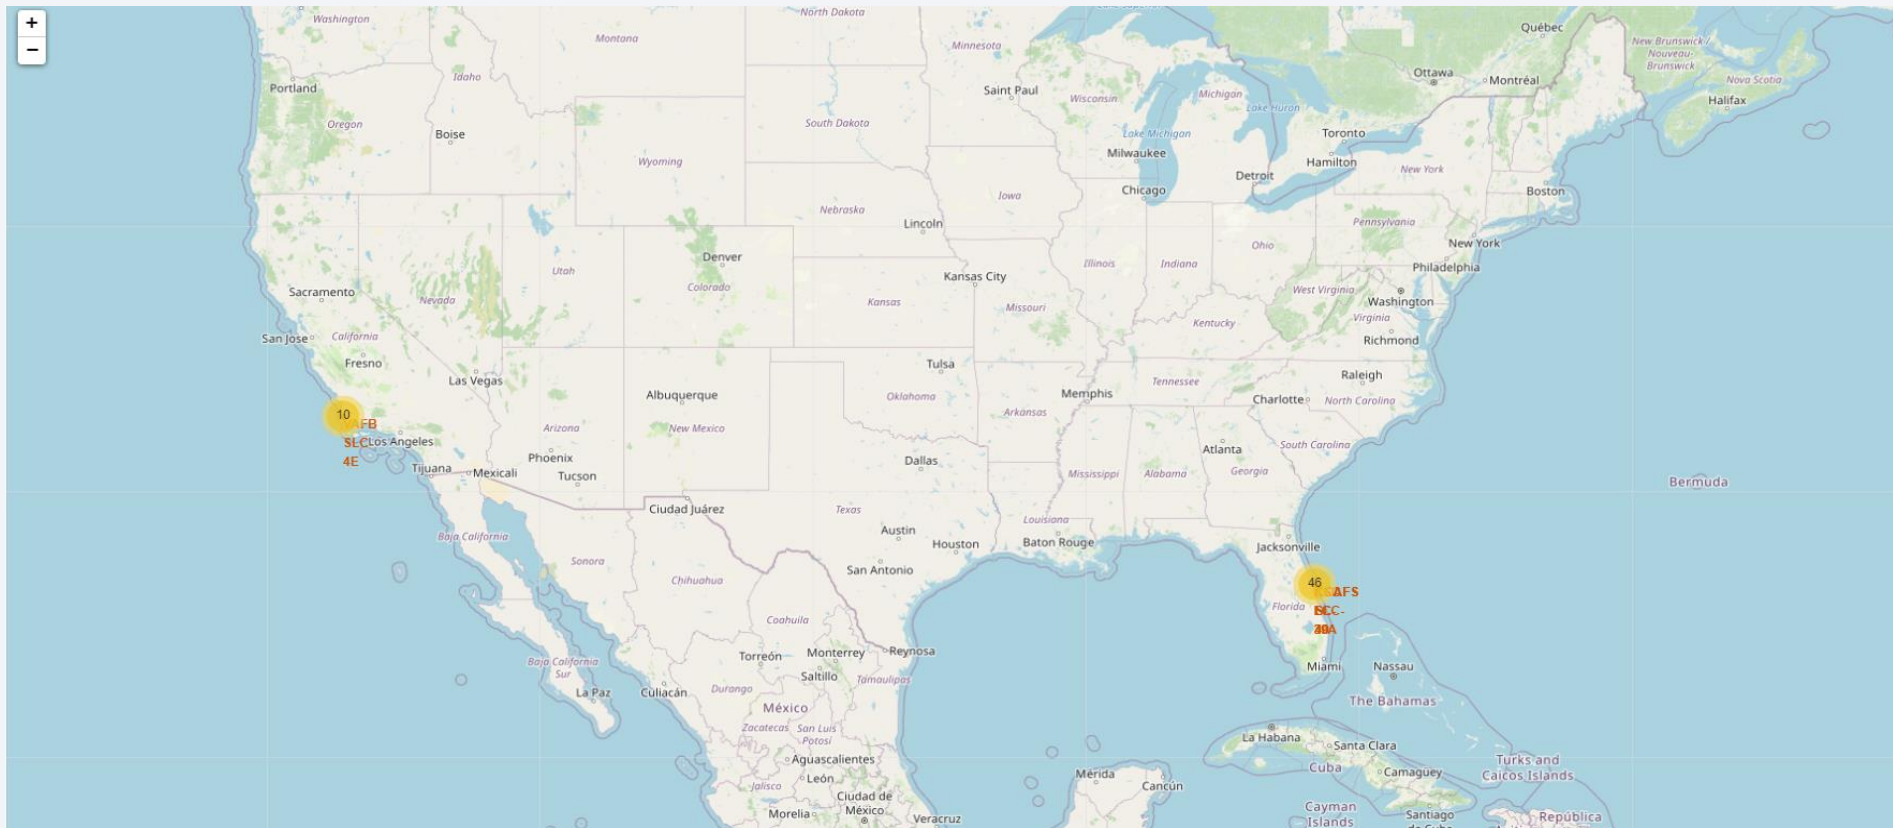 +
−
Washington
North Dakota
Montana
Minnesota
Québec
New Brunswick /
Nouveau-
Brunswick
Nova Scotia
Ottawa
Montréal
Halifax
Idaho
Portland
Saint Paul
Wisconsin
Michigan
Lake Huron
Oregon
Boise
South Dakota
Lake Michigan
Toronto
Hamilton
Wyoming
Milwaukee
Detroit
New York
Chicago
Boston
Iowa
Nebraska
Lincoln
Pennsylvania
New York
Ohio
Denver
Philadelphia
Utah
Kansas City
Illinois
Indiana
Sacramento
Nevada
Colorado
West Virginia
Washington
Kansas
Missouri
Virginia
Kentucky
San Jose
California
Richmond
Fresno
Las Vegas
Tulsa
Raleigh
Tennessee
Albuquerque
Oklahoma
Memphis
Charlotte
North Carolina
10
VAFB
SLC-
4E
Los Angeles
Arizona
New Mexico
Arkansas
South Carolina
Atlanta
Phoenix
Dallas
Tijuana
Mexicali
Tucson
Mississippi
Alabama
Georgia
Bermuda
Ciudad Juárez
Texas
Louisiana
Baja California
Austin
Houston
Baton Rouge
Jacksonville
Sonora
San Antonio
Chihuahua
46
Florida
Coahuila
Torreón
Monterrey
Reynosa
Baja California
Sur
Saltillo
Tamaulipas
Miami
Nassau
La Paz
Culiacán
Durango
The Bahamas
México
Zacatecas
San Luis
Potosí
La Habana
Santa Clara
Aguascalientes
Cuba
Camagüey
Turks and
Caicos Islands
León
Mérida
Cancún
Jalisco
Ciudad de
México
Morelia
Veracruz
Cayman
Islands
Santiago
República